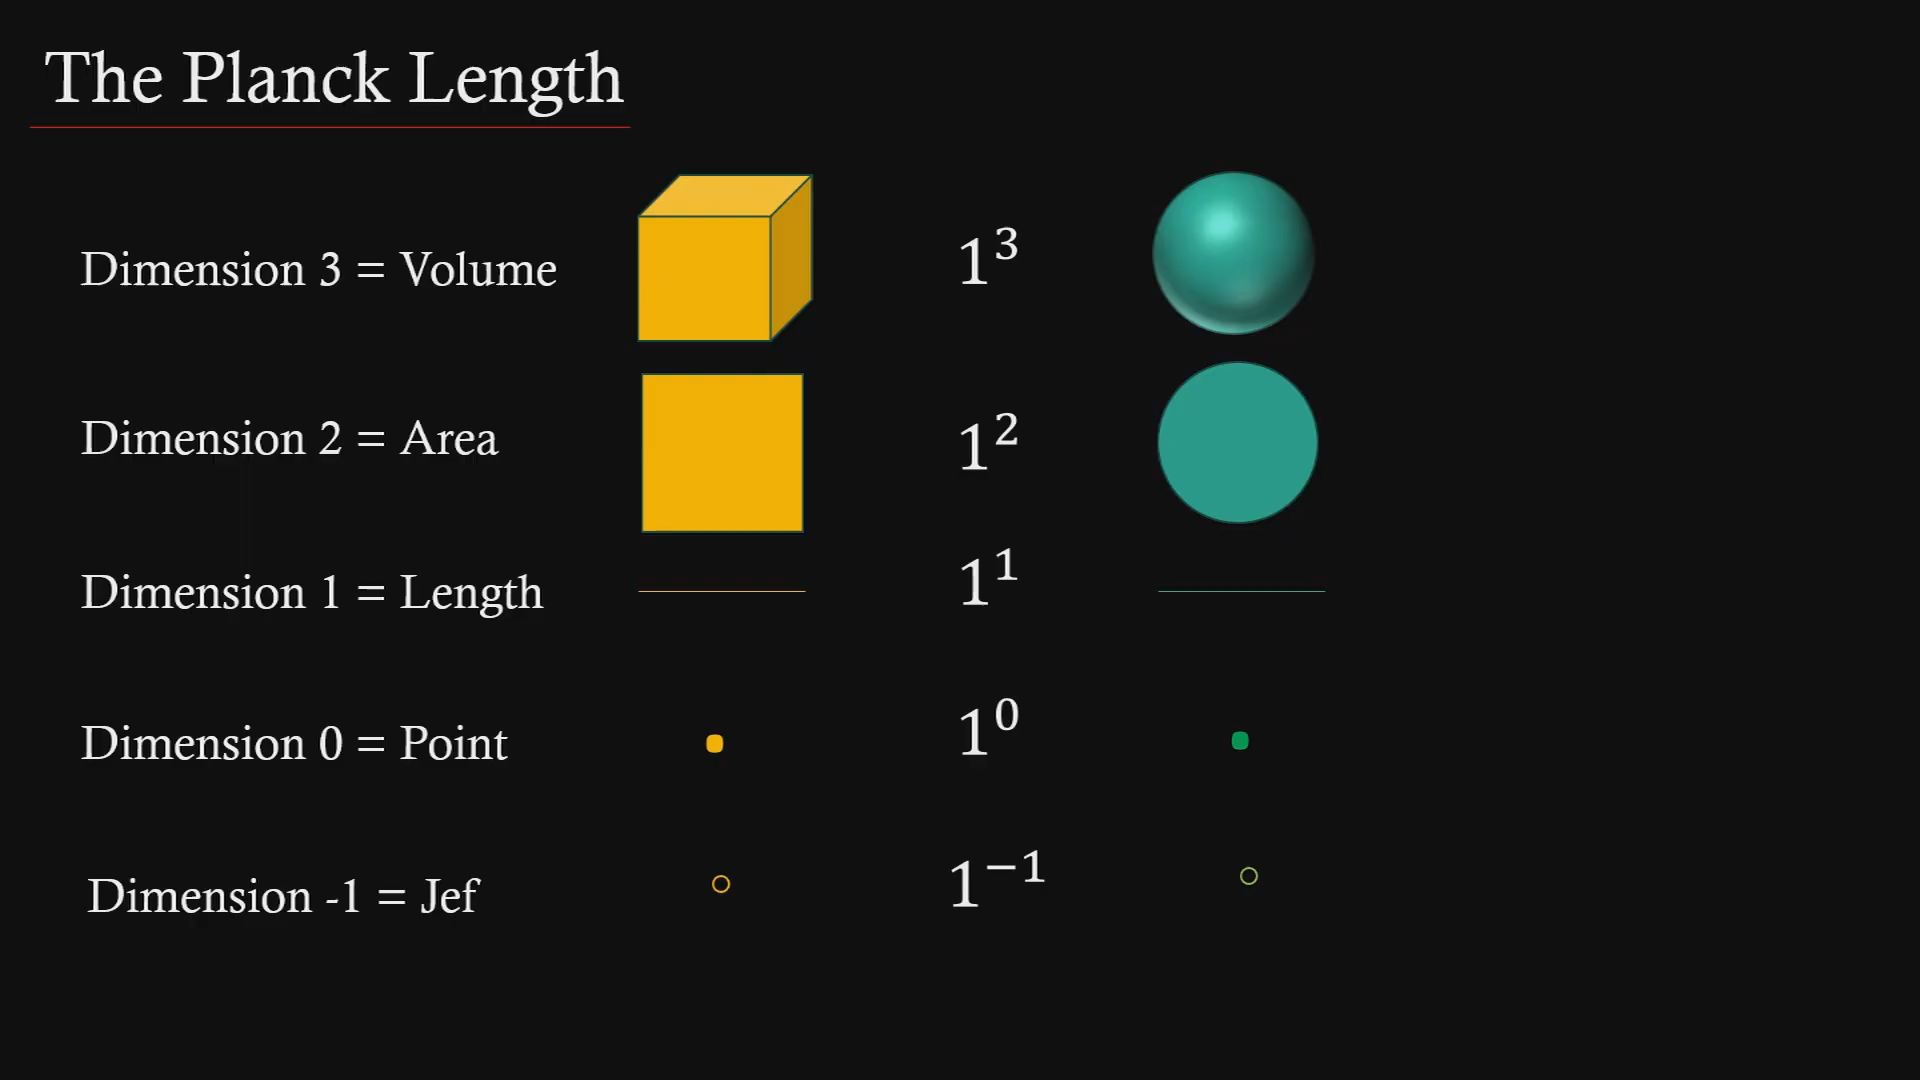 The Planck Length
Dimension 3 = Volume 1³
Dimension 2 = Area 1²
Dimension 1 = Length 1¹
Dimension 0 = Point 1⁰
Dimension -1 = Jef 1⁻¹